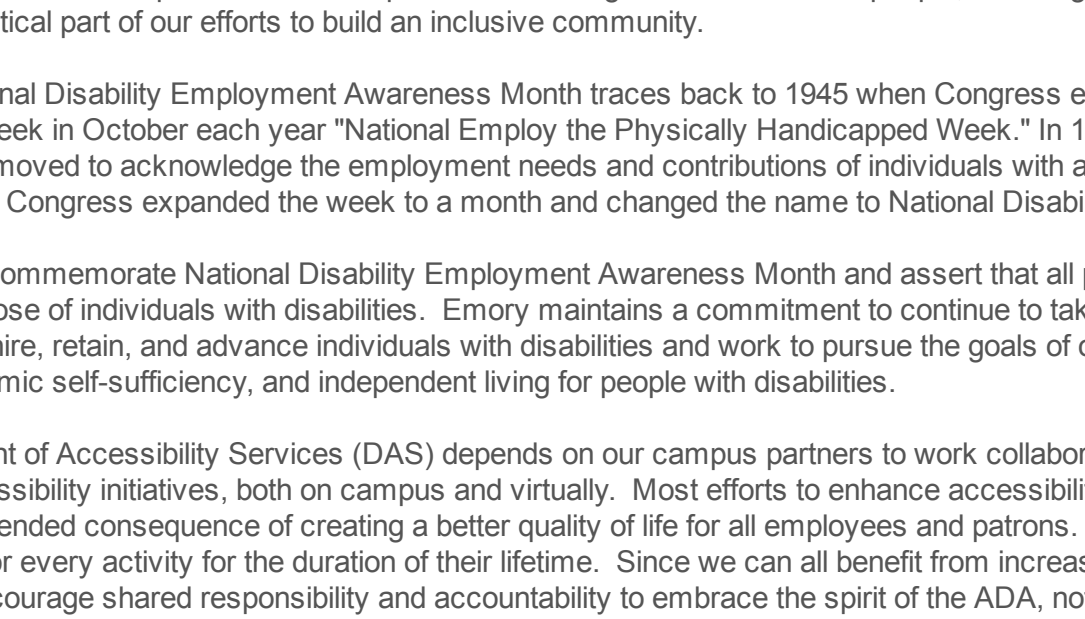 tical part of our efforts to build an inclusive community.
nal Disability Employment Awareness Month traces back to 1945 when Congress e
eek in October each year "National Employ the Physically Handicapped Week." In 1
moved to acknowledge the employment needs and contributions of individuals with a
Congress expanded the week to a month and changed the name to National Disabi
ommemorate National Disability Employment Awareness Month and assert that all p
ose of individuals with disabilities.  Emory maintains a commitment to continue to tak
ire, retain, and advance individuals with disabilities and work to pursue the goals of
mic self-sufficiency, and independent living for people with disabilities.
nt of Accessibility Services (DAS) depends on our campus partners to work collabor
ssibility initiatives, both on campus and virtually.  Most efforts to enhance accessibilit
ended consequence of creating a better quality of life for all employees and patrons.
or every activity for the duration of their lifetime.  Since we can all benefit from increas
courage shared responsibility and accountability to embrace the spirit of the ADA, no